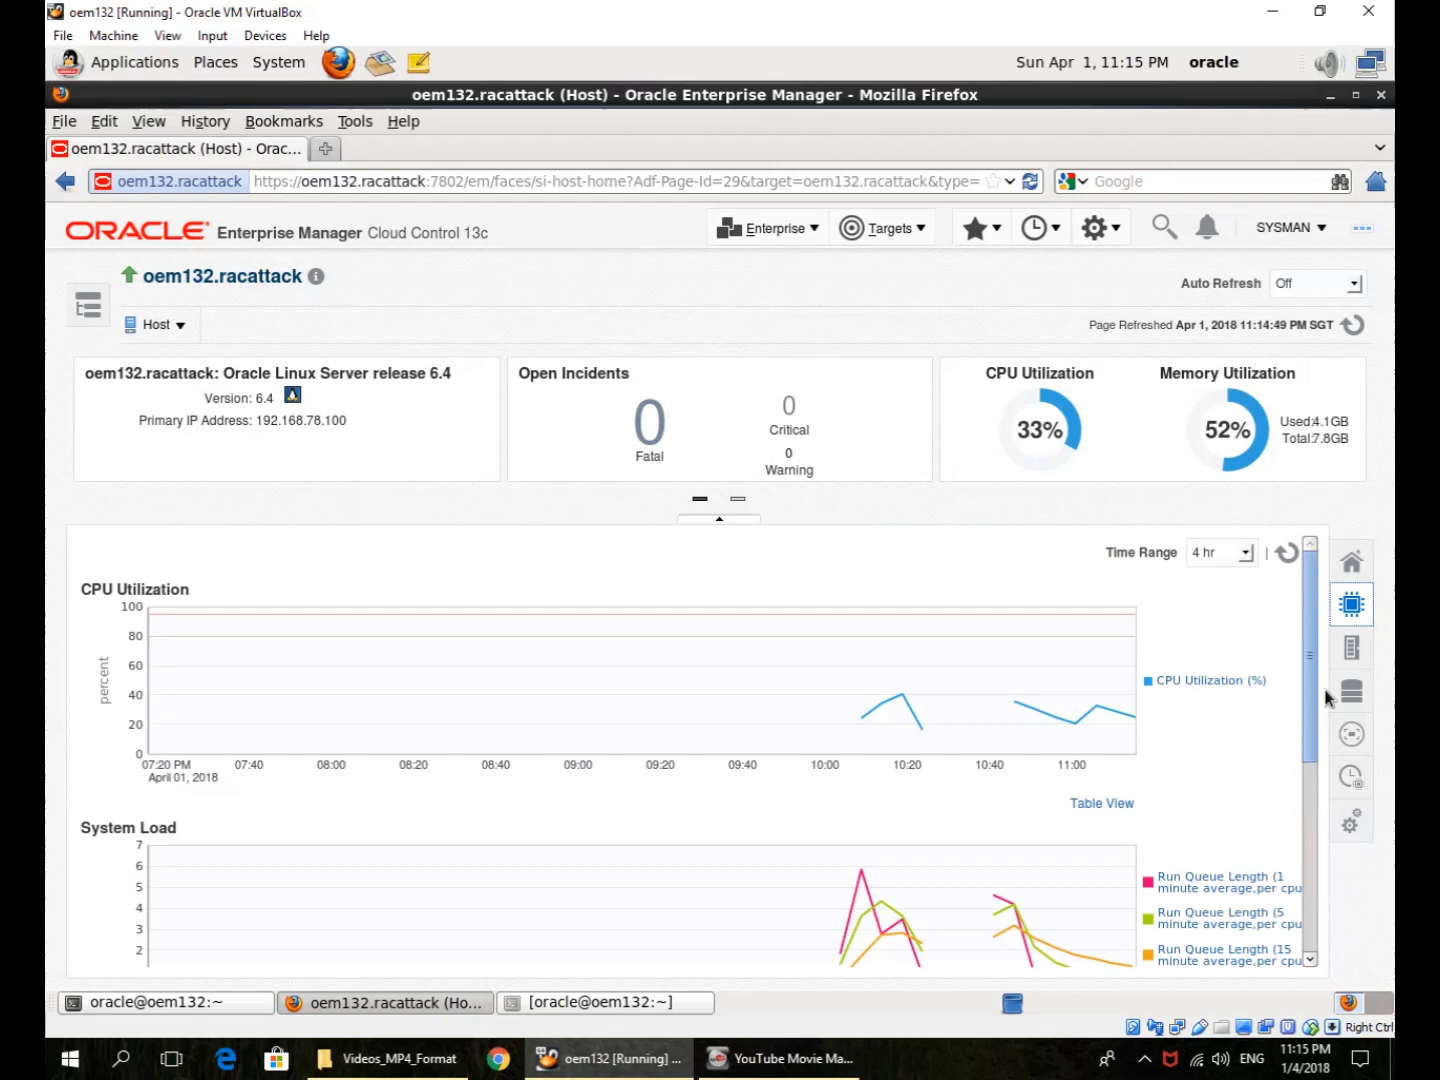 oem132 [Running] - Oracle VM VirtualBox
File Machine View Input Devices Help
Applications Places System Sun Apr 1, 11:15 PM oracle
oem132.racattack (Host) - Oracle Enterprise Manager - Mozilla Firefox
File Edit View History Bookmarks Tools Help
oem132.racattack (Host) - Orac...
oem132.racattack https://oem132.racattack:7802/em/faces/si-host-home?Adf-Page-Id=29&target=oem132.racattack&type= Google
ORACLE Enterprise Manager Cloud Control 13c Enterprise Targets SYSMAN
oem132.racattack Auto Refresh Off
Host Page Refreshed Apr 1, 2018 11:14:49 PM SGT
oem132.racattack: Oracle Linux Server release 6.4
Version: 6.4
Primary IP Address: 192.168.78.100
Open Incidents
0
Fatal
0
Critical
0
Warning
CPU Utilization
33%
Memory Utilization
52%
Used:4.1GB
Total:7.8GB
Time Range 4 hr
CPU Utilization
100
80
60
40
20
0
percent
CPU Utilization (%)
07:20 PM 07:40 08:00 08:20 08:40 09:00 09:20 09:40 10:00 10:20 10:40 11:00
April 01, 2018
Table View
System Load
7
6
5
4
3
2
Run Queue Length (1
minute average,per cpu
Run Queue Length (5
minute average,per cpu
Run Queue Length (15
minute average,per cpu
oracle@oem132:~ oem132.racattack (Ho... [oracle@oem132:~]
Right Ctrl
Videos_MP4_Format oem132 [Running] ... YouTube Movie Ma... ENG 11:15 PM
1/4/2018